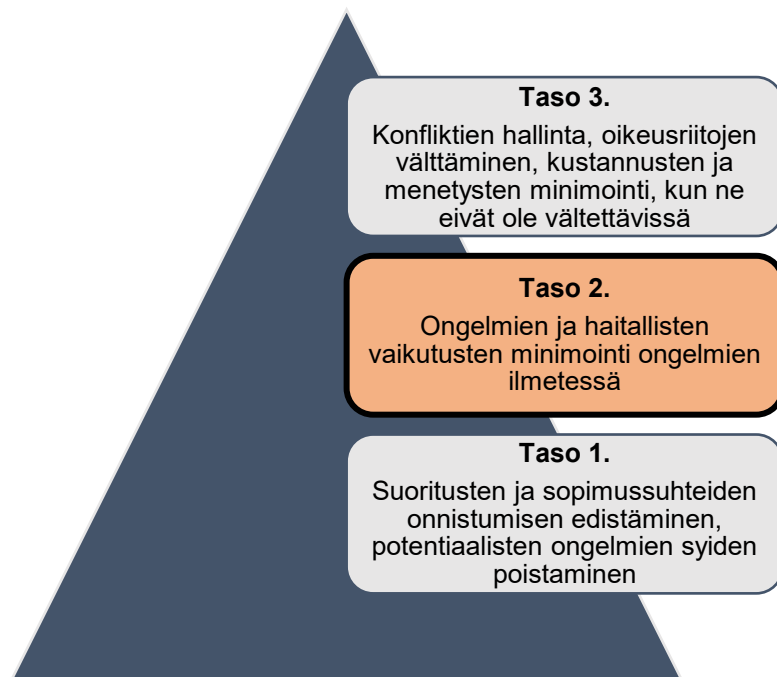 Taso 3.
Konfliktien hallinta, oikeusriitojen
välttäminen, kustannusten ja
menetysten minimointi, kun ne
eivät ole vältettävissä
Taso 2.
Ongelmien ja haitallisten
vaikutusten minimointi ongelmien
ilmetessä
Taso 1.
Suoritusten ja sopimussuhteiden
onnistumisen edistäminen,
potentiaalisten ongelmien syiden
poistaminen